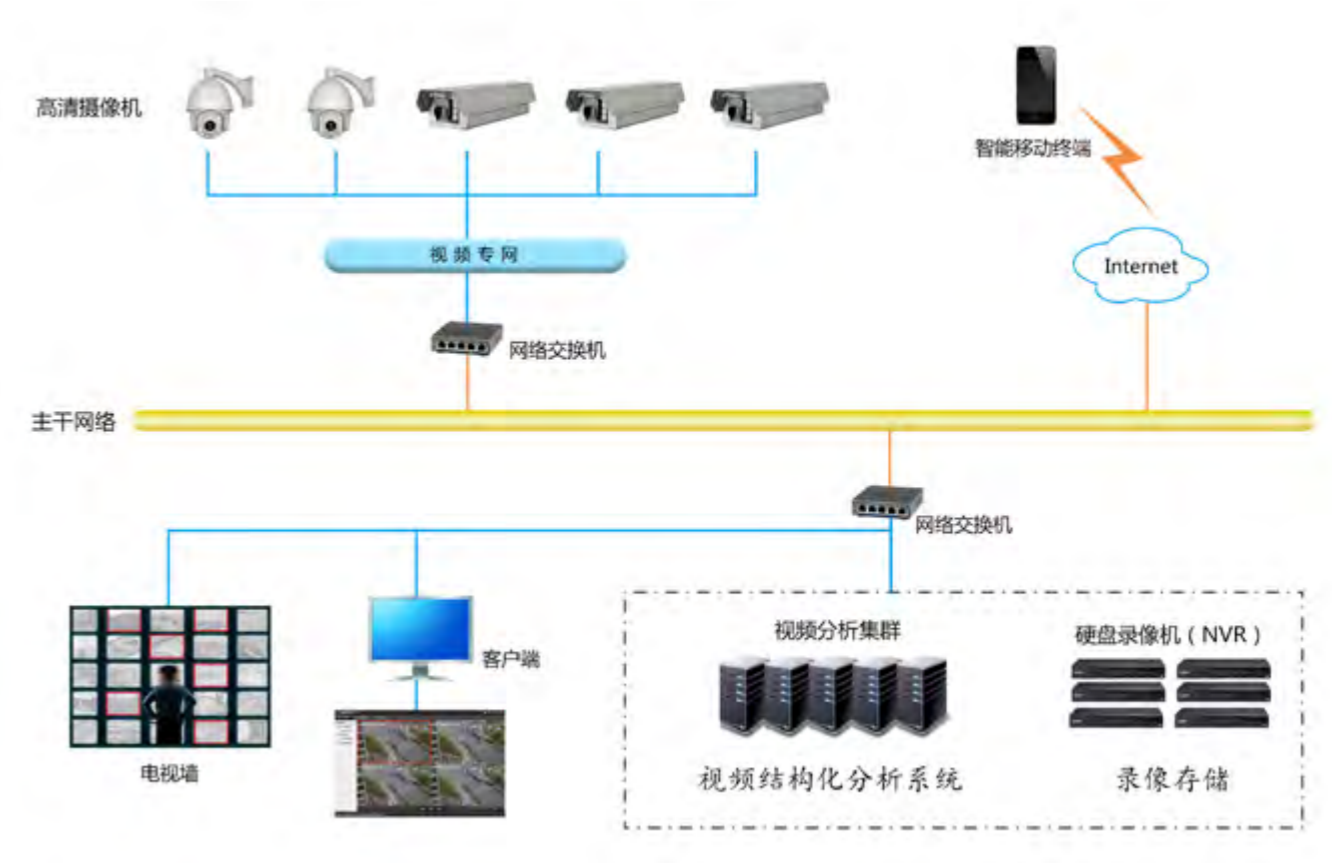 高清摄像机
智能移动终端
视频专网
Internet
网络交换机
主干网络
网络交换机
视频分析集群
硬盘录像机（NVR）
客户端
电视墙
视频结构化分析系统
录像存储